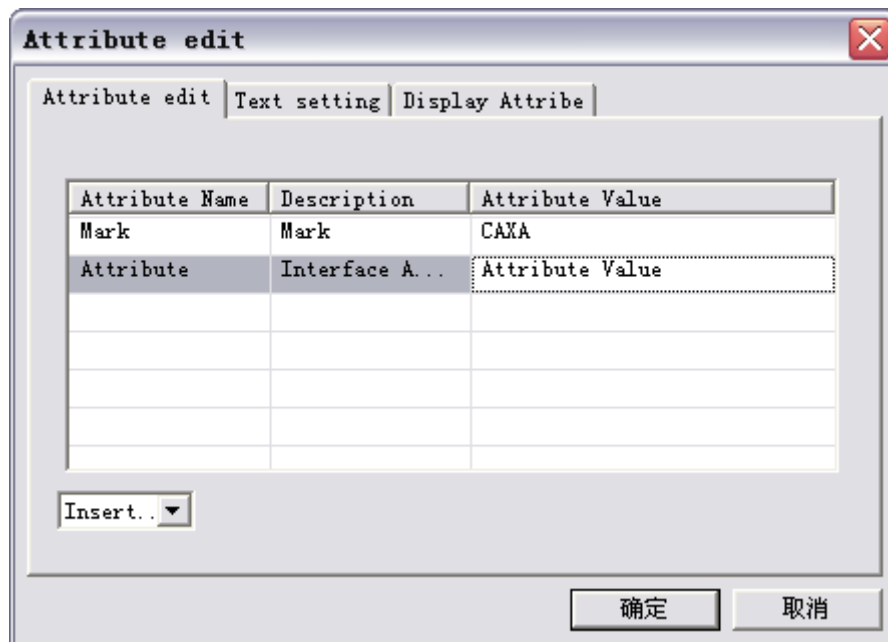 Attribute edit
Attribute edit Text setting Display Attribe
Attribute Name Description Attribute Value
Mark Mark CAXA
Attribute Interface A... Attribute Value
Insert..
确定 取消